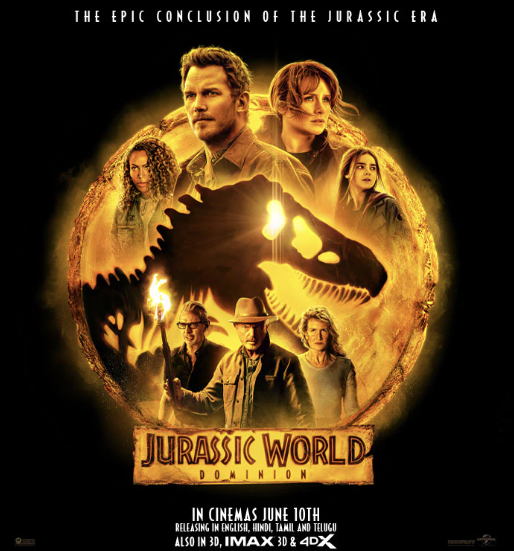 THE EPIC CONCLUSION OF THE JURASSIC ERA
JURASSIC WORLD
DOMINION
IN CINEMAS JUNE 10TH
RELEASING IN ENGLISH, HINDI, TAMIL AND TELUGU
ALSO IN 3D, IMAX 3D & 4DX